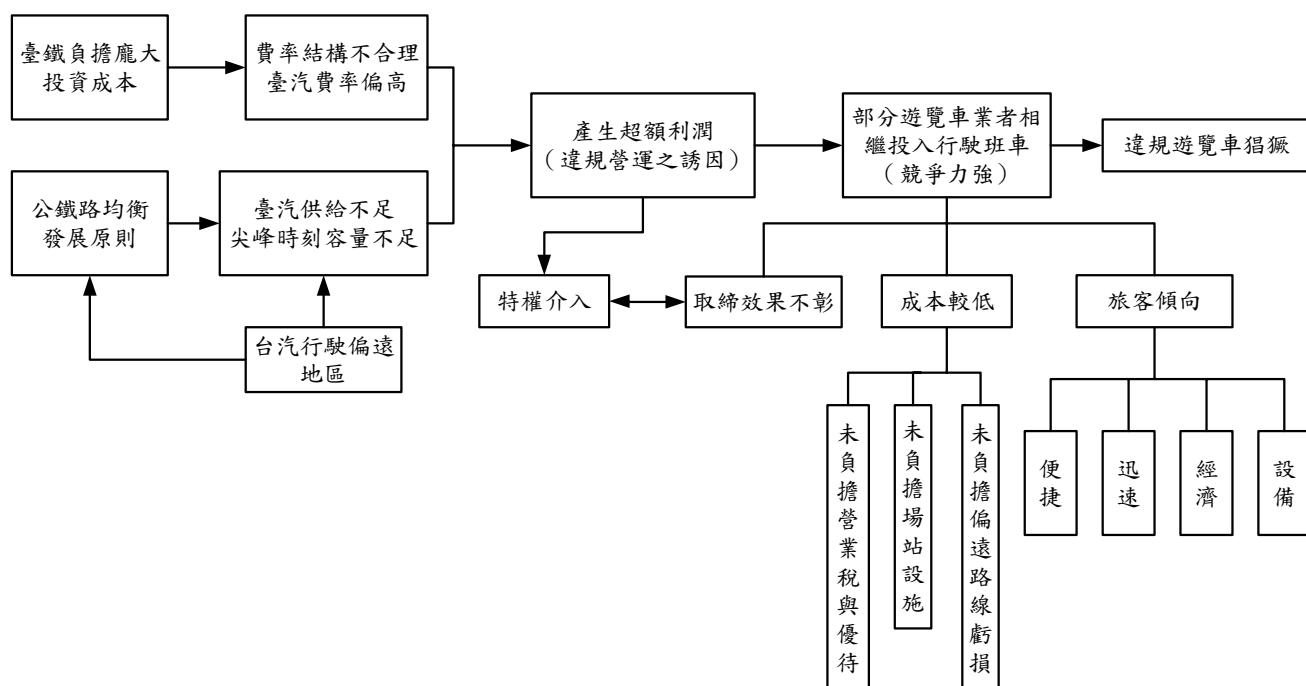 臺鐵負擔龐大
投資成本
費率結構不合理
臺汽費率偏高
產生超額利潤
（違規營運之誘因）
部分遊覽車業者相
繼投入行駛班車
（競爭力強）
違規遊覽車猖獗
公鐵路均衡
發展原則
臺汽供給不足
尖峰時刻容量不足
特權介入
取締效果不彰
成本較低
旅客傾向
台汽行駛偏遠
地區
未負擔營業稅與優待
未負擔場站設施
未負擔偏遠路線虧損
便捷
迅速
經濟
設備